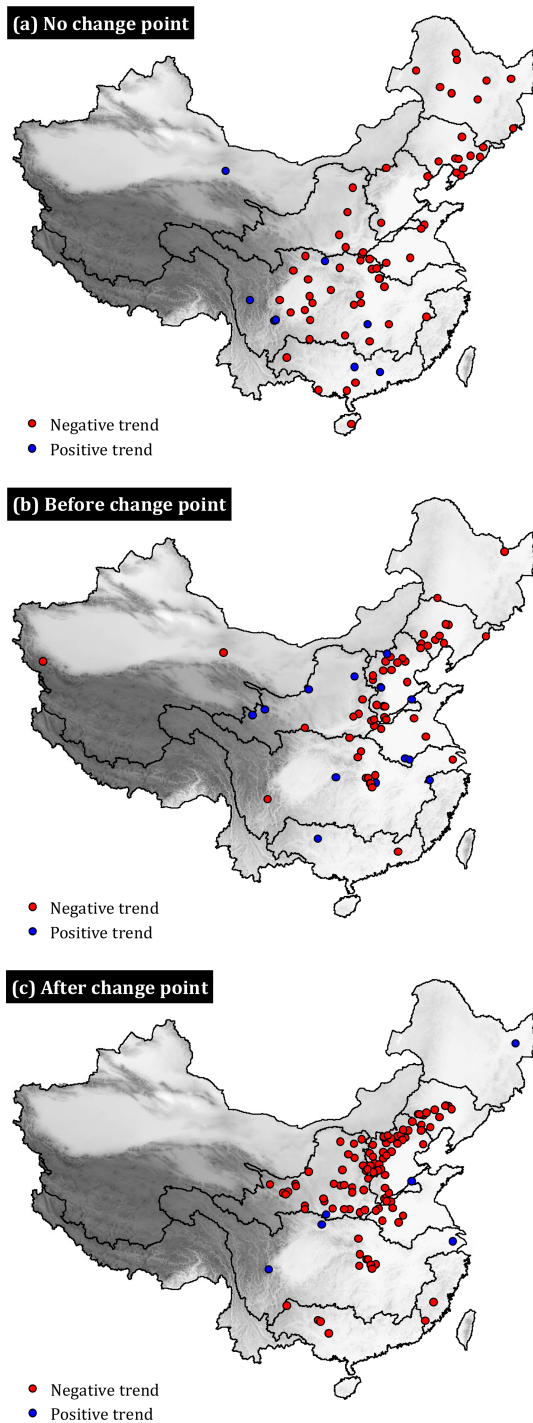 (a) No change point
Negative trend
Positive trend
(b) Before change point
Negative trend
Positive trend
(c) After change point
Negative trend
Positive trend